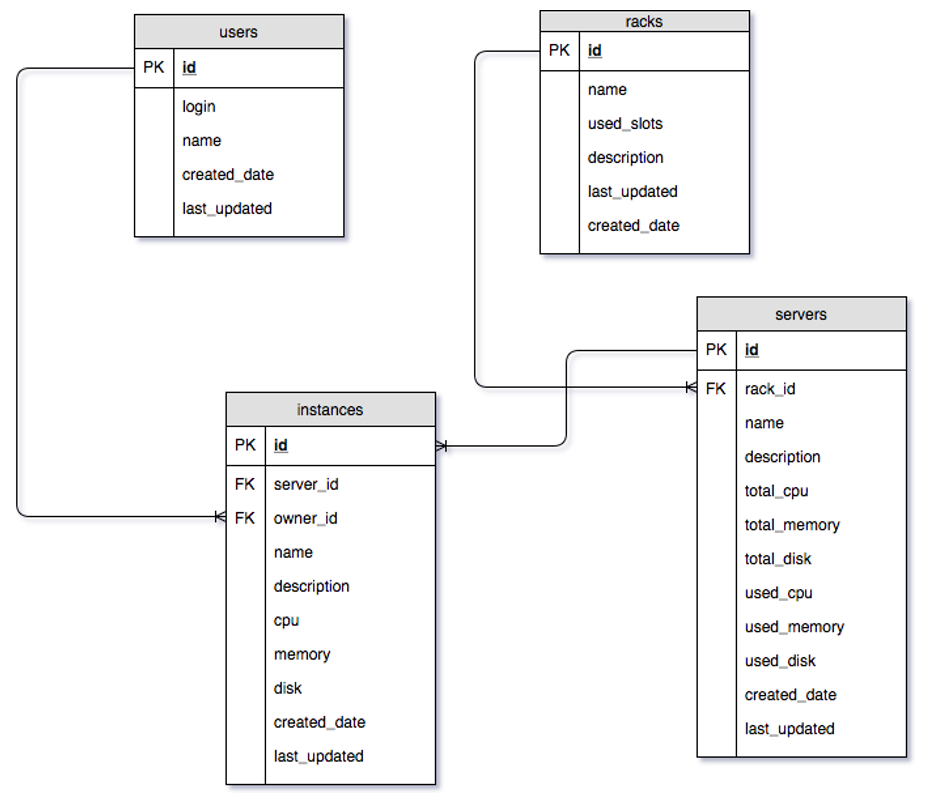 users
PK id
login
name
created_date
last_updated
racks
PK id
name
used_slots
description
last_updated
created_date
servers
PK id
FK rack_id
name
description
total_cpu
total_memory
total_disk
used_cpu
used_memory
used_disk
created_date
last_updated
instances
PK id
FK server_id
FK owner_id
name
description
cpu
memory
disk
created_date
last_updated